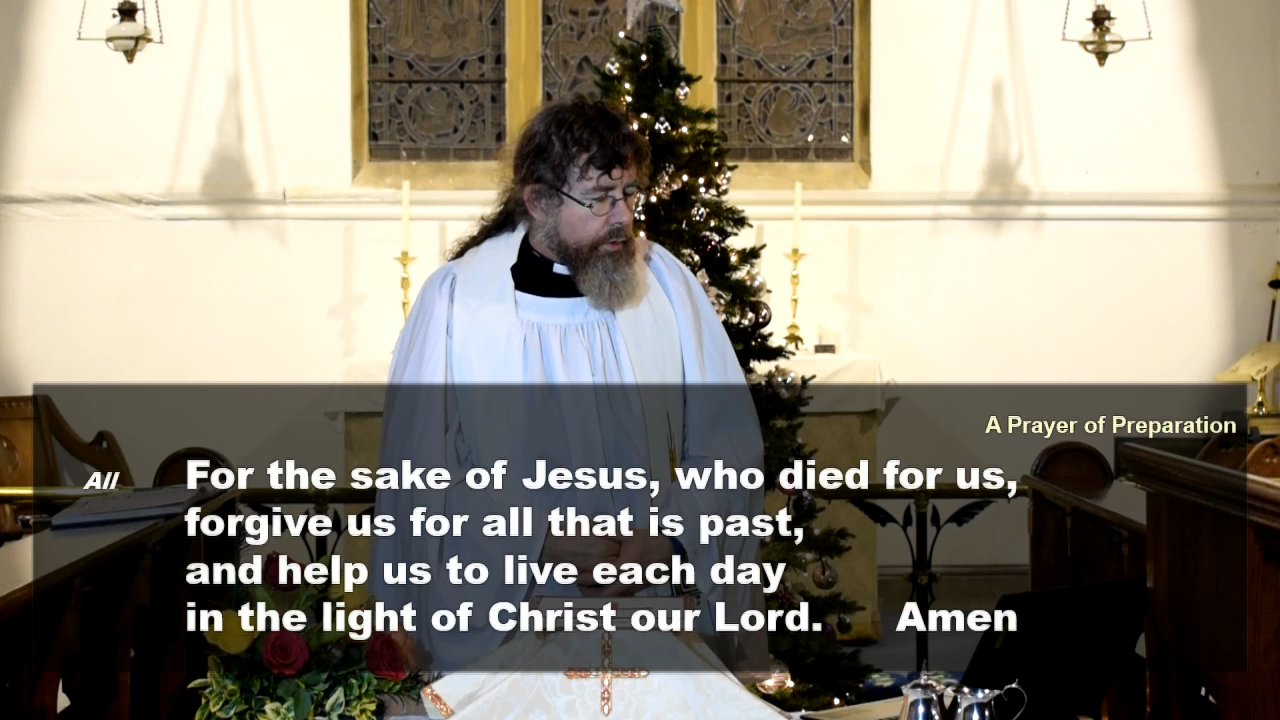 A Prayer of Preparation
All For the sake of Jesus, who died for us,
forgive us for all that is past,
and help us to live each day
in the light of Christ our Lord. Amen